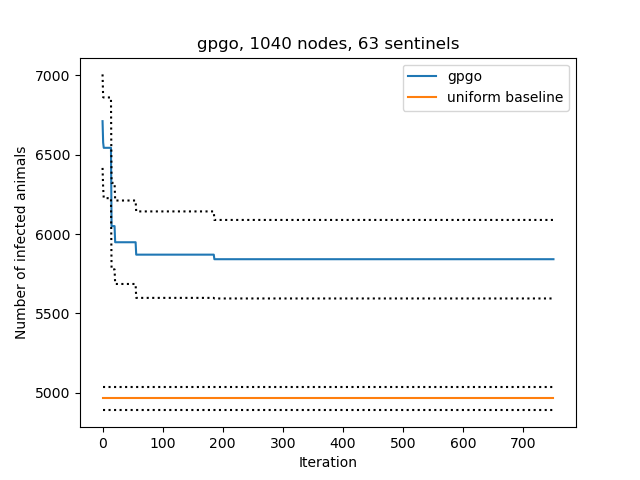 gpgo, 1040 nodes, 63 sentinels
gpgo
uniform baseline
Number of infected animals
7000
6500
6000
5500
5000
0 100 200 300 400 500 600 700
Iteration